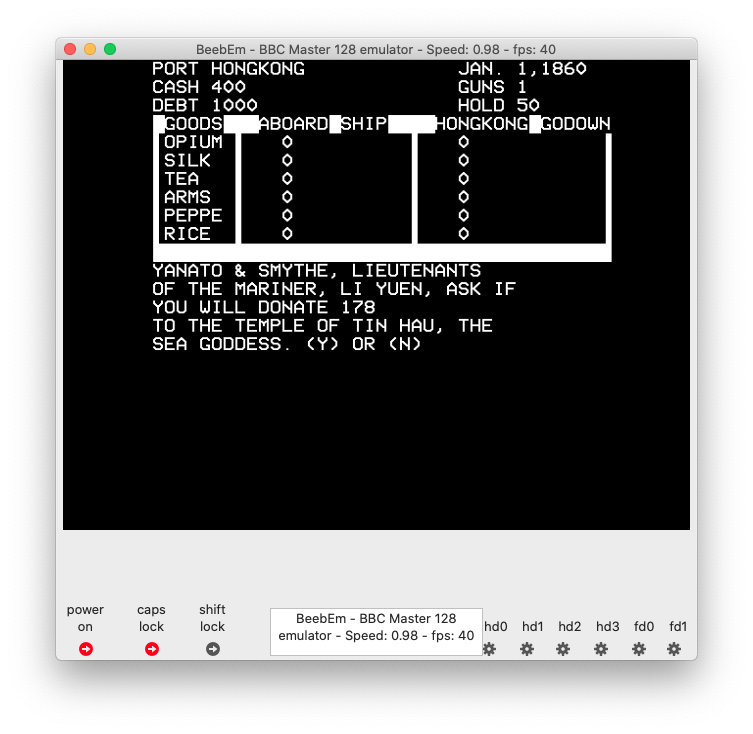 BeebEm - BBC Master 128 emulator - Speed: 0.98 - fps: 40
PORT HONGKONG JAN. 1,1860
CASH 400 GUNS 1
DEBT 1000 HOLD 50
GOODS ABOARD SHIP HONGKONG GODOWN
OPIUM 0 0
SILK 0 0
TEA 0 0
ARMS 0 0
PEPPE 0 0
RICE 0 0
YANATO & SMYTHE, LIEUTENANTS
OF THE MARINER, LI YUEN, ASK IF
YOU WILL DONATE 178
TO THE TEMPLE OF TIN HAU, THE
SEA GODDESS. (Y) OR (N)
power on caps lock shift lock
BeebEm - BBC Master 128
emulator - Speed: 0.98 - fps: 40
hd0 hd1 hd2 hd3 fd0 fd1